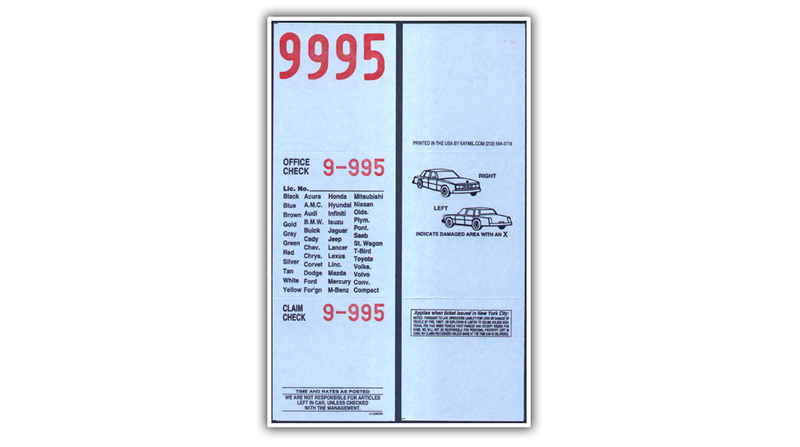 9995
OFFICE CHECK 9-995
Lic. No.
Black Acura Honda Mitsubishi
Blue A.M.C. Hyundai Nissan
Brown Audi Infiniti Olds.
Gold B.M.W. Isuzu Plym.
Gray Buick Jaguar Pont.
Green Cady Jeep Saab
Red Chev. Lancer St. Wagon
Silver Chrys. Lexus T-Bird
Tan Corvet Linc. Toyota
White Dodge Mazda Volks.
Yellow Ford Mercury Volvo
For'gn M-Benz Conv.
Compact
CLAIM CHECK 9-995
TIME AND RATES AS POSTED:
WE ARE NOT RESPONSIBLE FOR ARTICLES
LEFT IN CAR, UNLESS CHECKED
WITH THE MANAGEMENT.
PRINTED IN THE USA BY KAYMIL.COM (212) 594-5718
RIGHT
LEFT
INDICATE DAMAGED AREA WITH AN X
Applies when ticket issued in New York City: